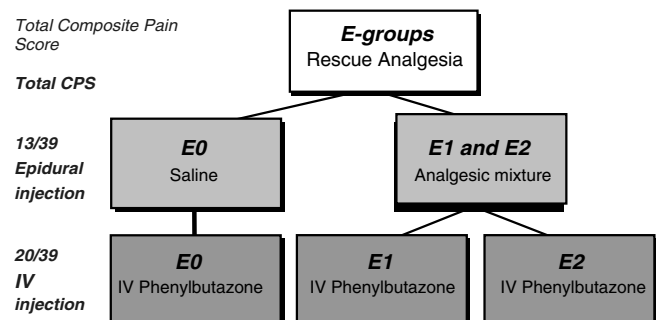 Total Composite Pain
Score
Total CPS
E-groups
Rescue Analgesia
13/39
Epidural
injection
E0
Saline
E1 and E2
Analgesic mixture
20/39
IV
injection
E0
IV Phenylbutazone
E1
IV Phenylbutazone
E2
IV Phenylbutazone